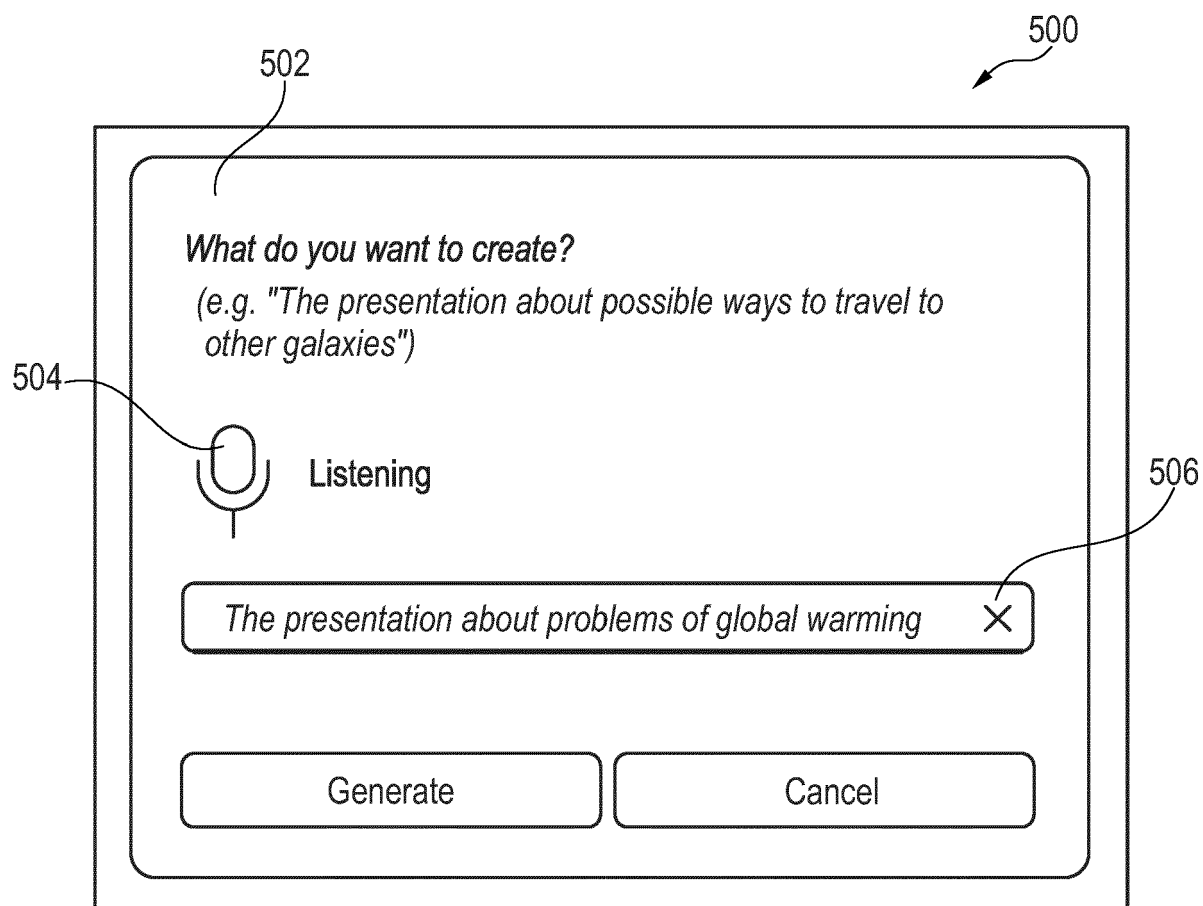 500
502
What do you want to create?
(e.g. "The presentation about possible ways to travel to
other galaxies")
504
Listening
506
The presentation about problems of global warming
Generate
Cancel